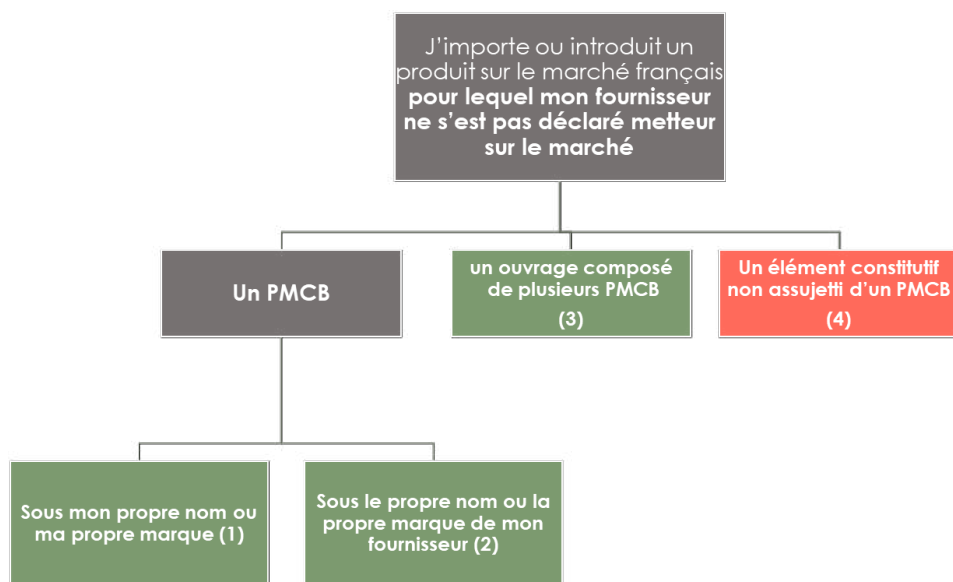 J'importe ou introduit un
produit sur le marché français
pour lequel mon fournisseur
ne s'est pas déclaré metteur
sur le marché
Un PMCB
un ouvrage composé
de plusieurs PMCB
(3)
Un élément constitutif
non assujetti d'un PMCB
(4)
Sous mon propre nom ou
ma propre marque (1)
Sous le propre nom ou la
propre marque de mon
fournisseur (2)